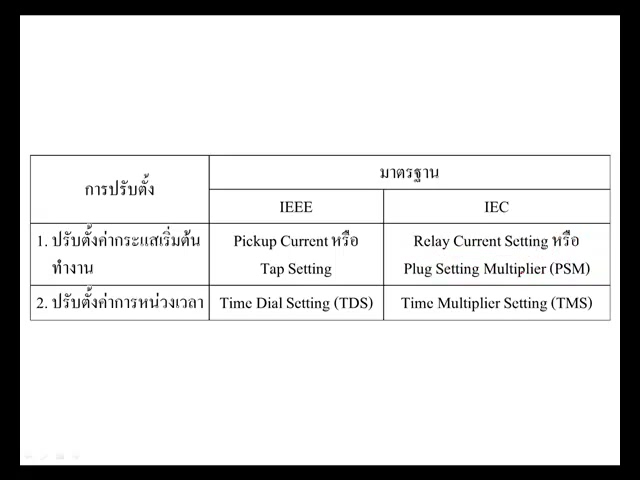 การปรับตั้ง
มาตรฐาน
IEEE
IEC
1. ปรับตั้งค่ากระแสเริ่มต้น
ทำงาน
Pickup Current หรือ
Tap Setting
Relay Current Setting หรือ
Plug Setting Multiplier (PSM)
2. ปรับตั้งค่าการหน่วงเวลา
Time Dial Setting (TDS)
Time Multiplier Setting (TMS)